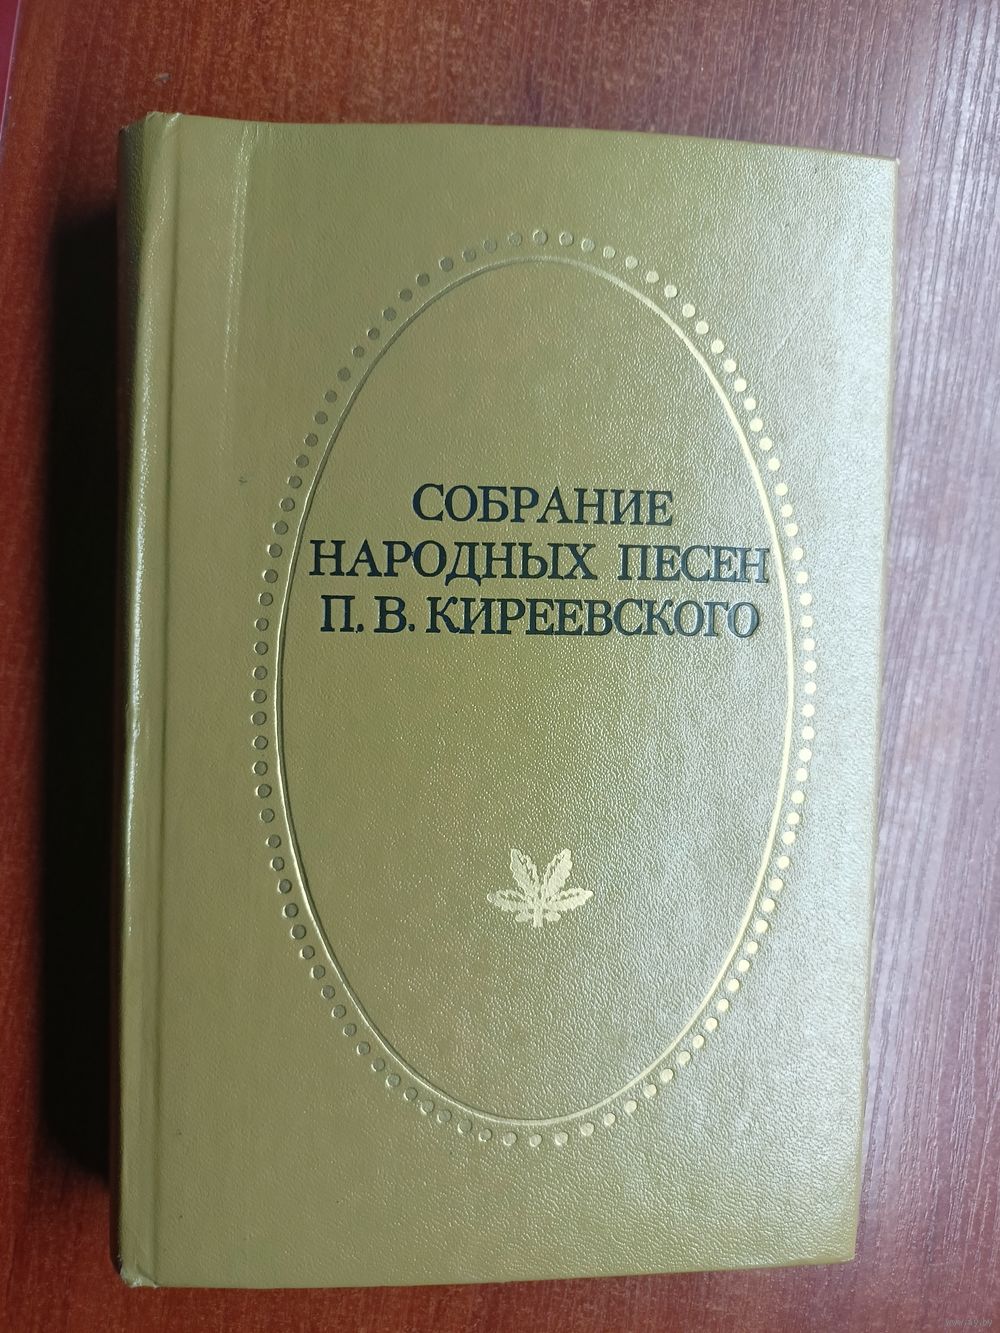 СОБРАНИЕ
НАРОДНЫХ ПЕСЕН
П. В. КИРЕЕВСКОГО